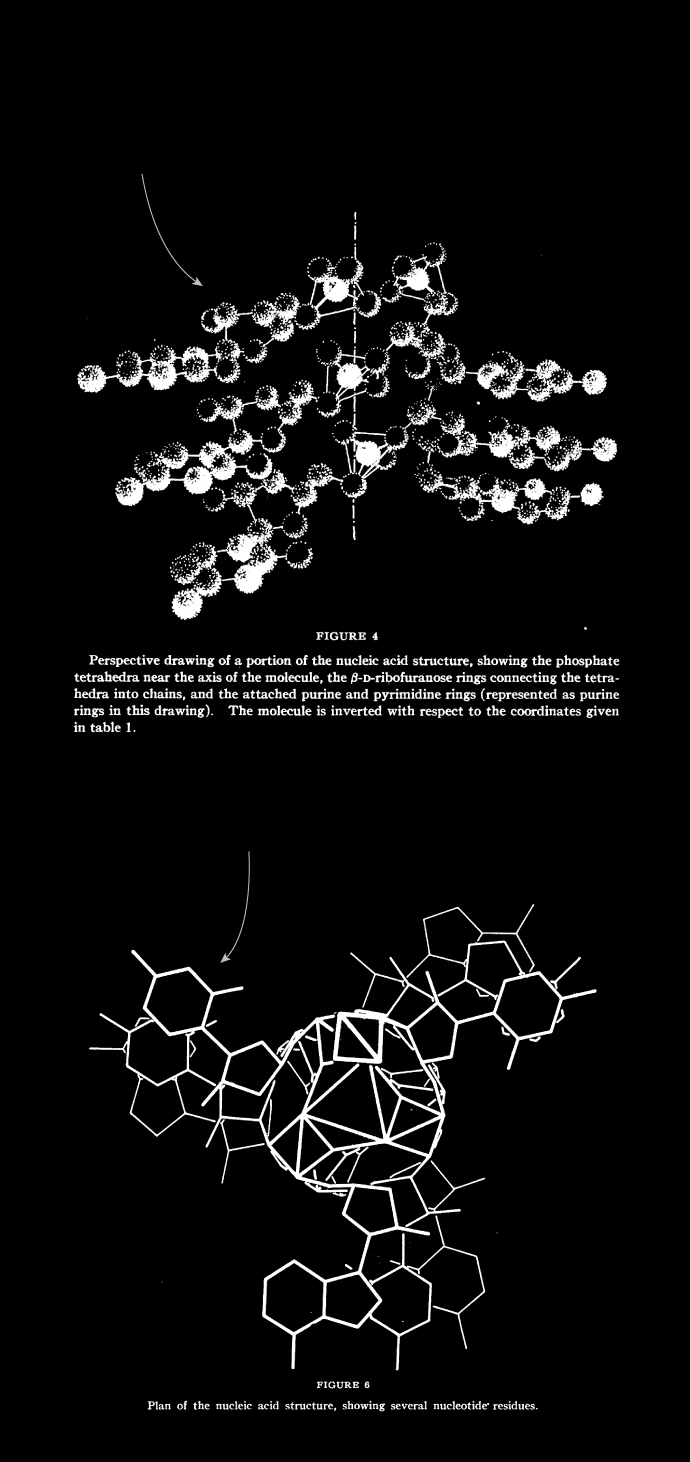 FIGURE 4
Perspective drawing of a portion of the nucleic acid structure, showing the phosphate
tetrahedra near the axis of the molecule, the β-D-ribofuranose rings connecting the tetra-
hedra into chains, and the attached purine and pyrimidine rings (represented as purine
rings in this drawing). The molecule is inverted with respect to the coordinates given
in table 1.
FIGURE 6
Plan of the nucleic acid structure, showing several nucleotide residues.